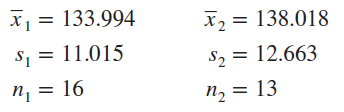 x̄₁ = 133.994 x̄₂ = 138.018
s₁ = 11.015 s₂ = 12.663
n₁ = 16 n₂ = 13